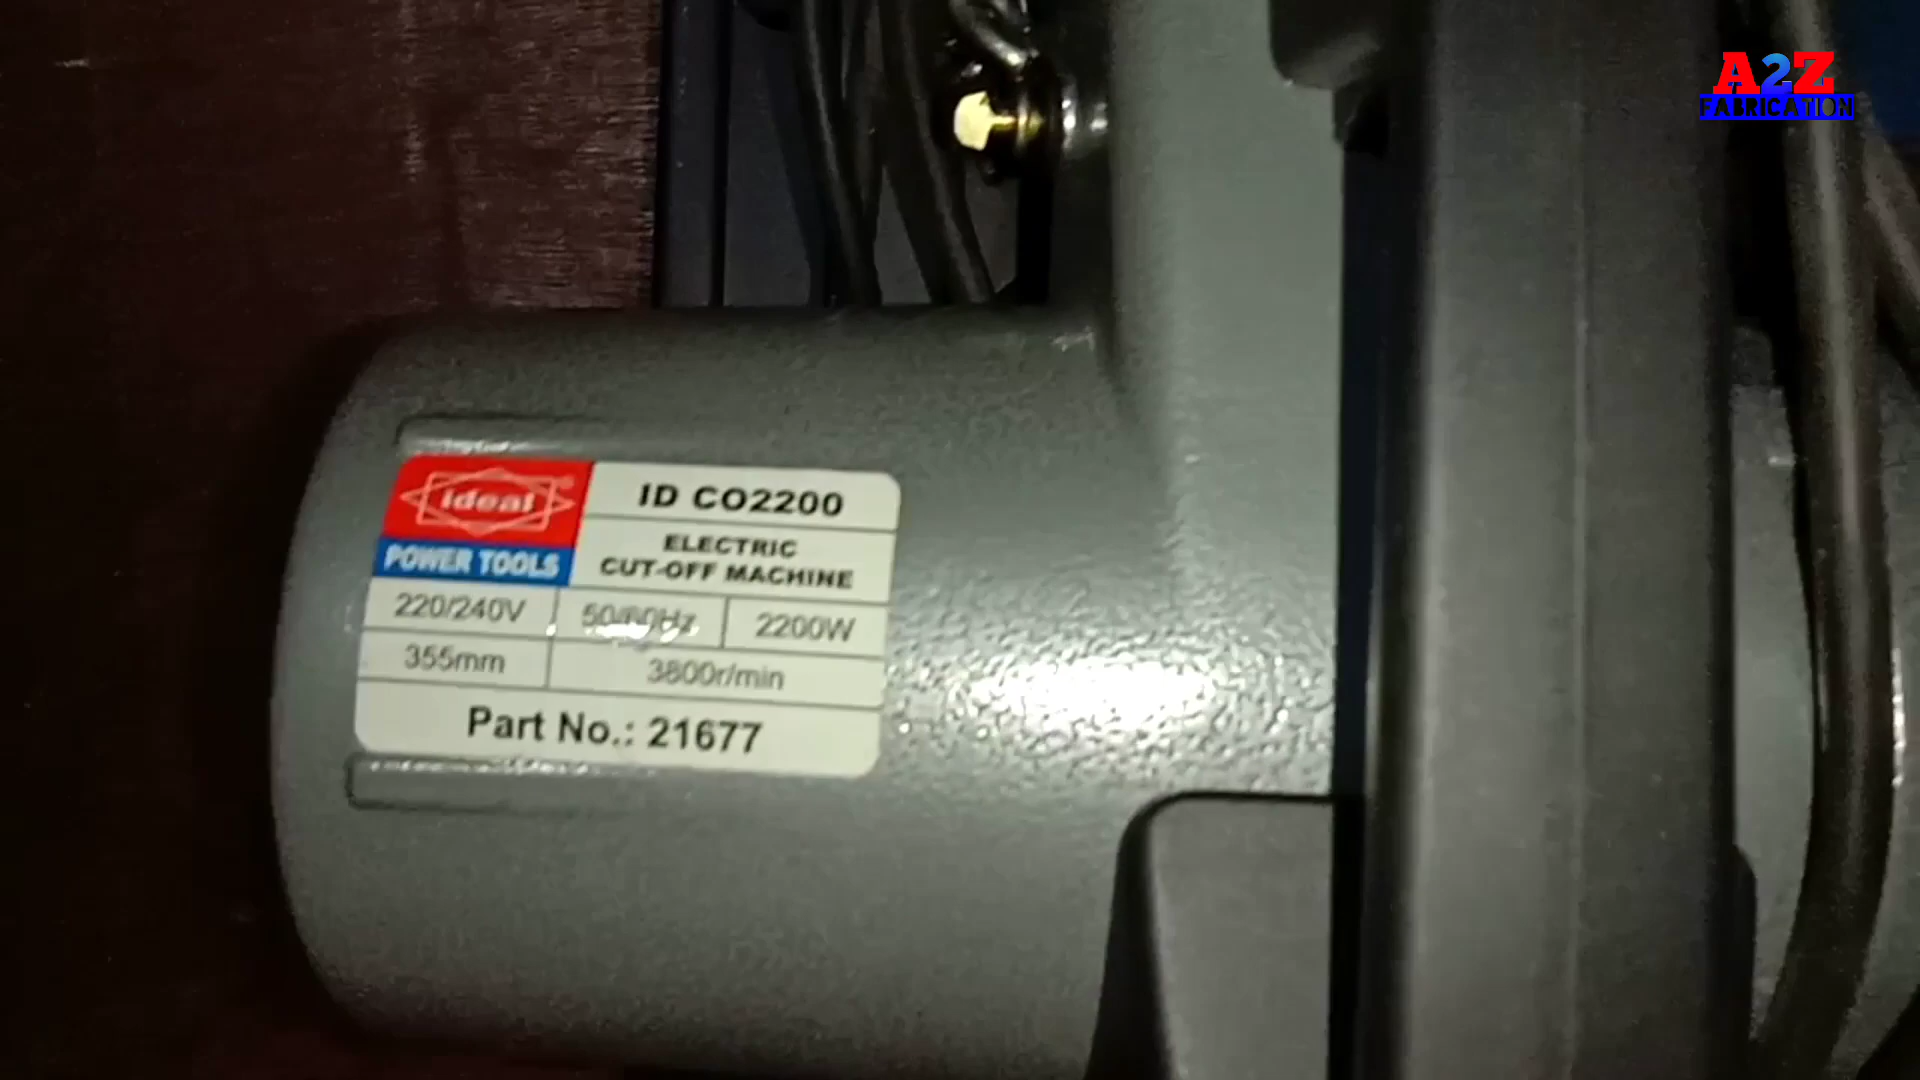 A2Z
FABRICATION
ideal
POWER TOOLS
ID CO2200
ELECTRIC
CUT-OFF MACHINE
220/240V 50/60Hz 2200W
355mm 3800r/min
Part No.: 21677